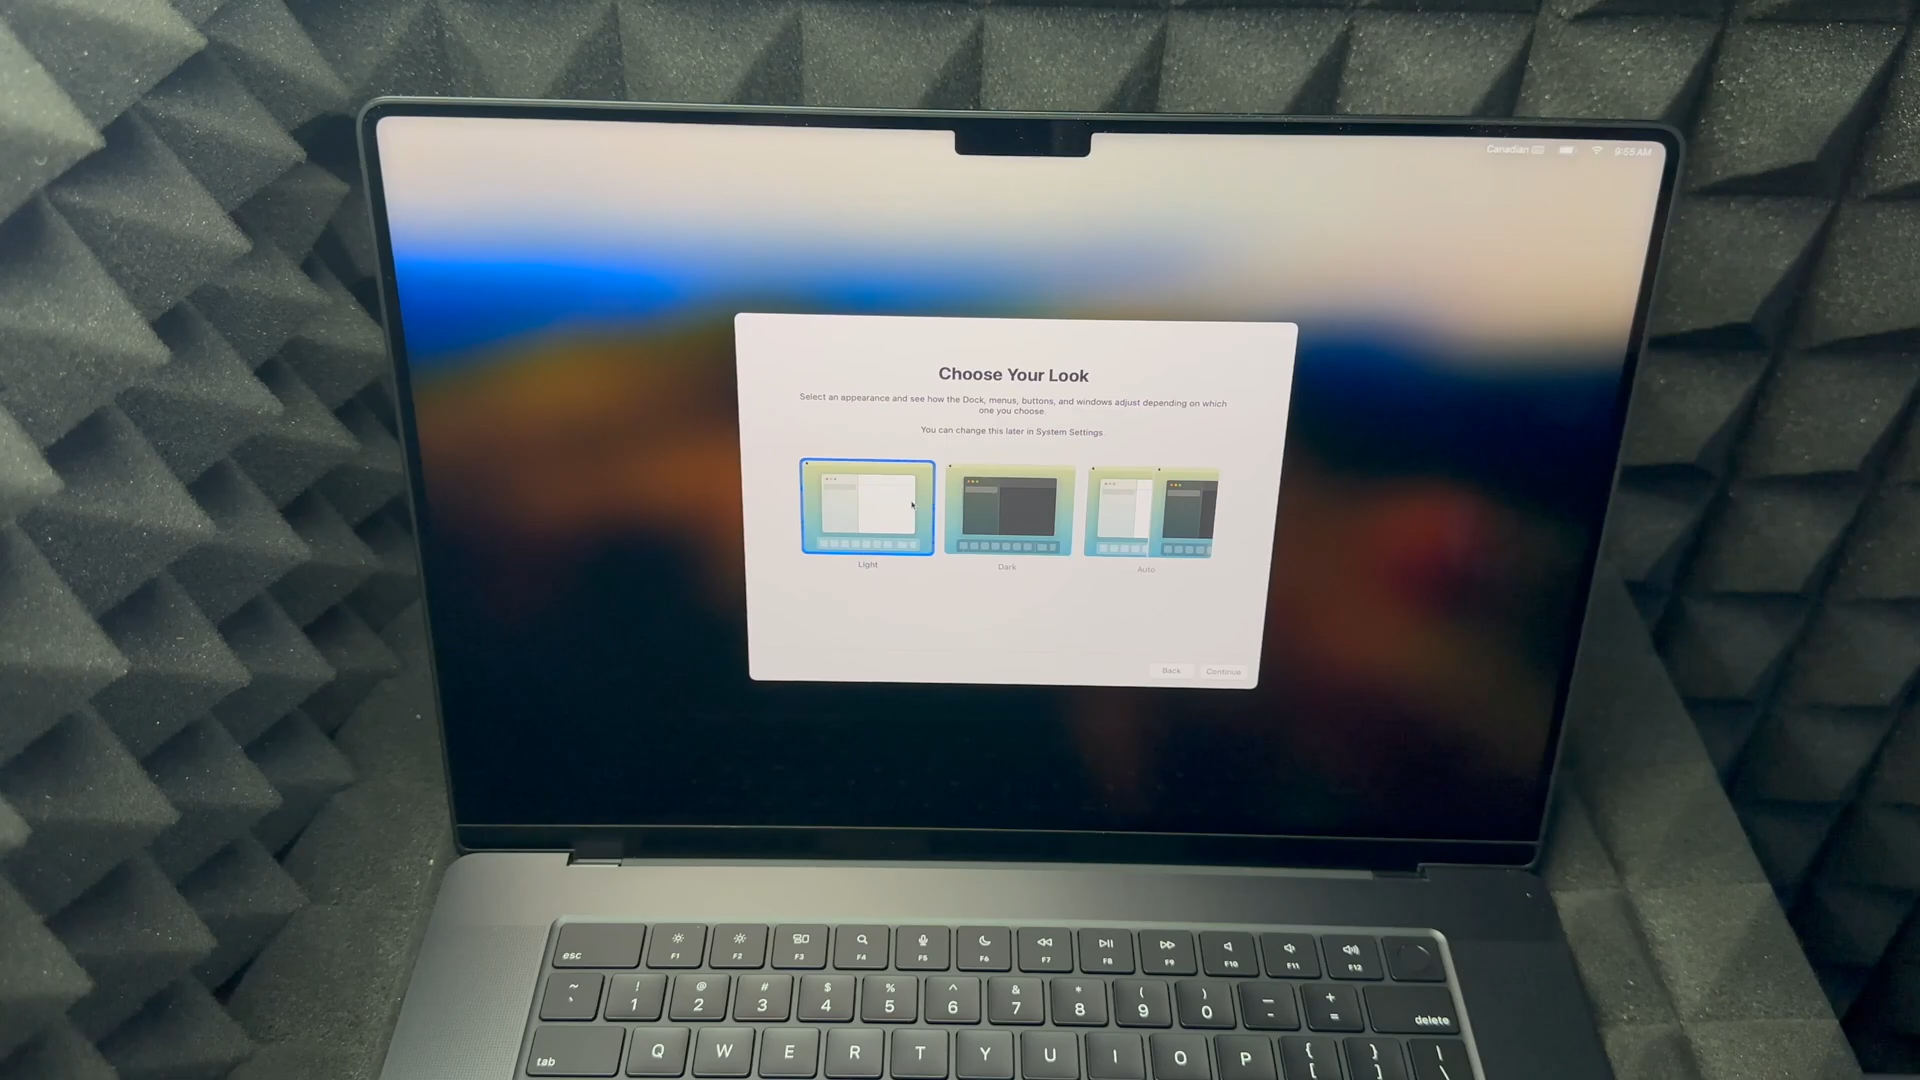 Canadian 9:55 AM
Choose Your Look
Select an appearance and see how the Dock, menus, buttons, and windows adjust depending on which
one you choose.
You can change this later in System Settings.
Light Dark Auto
Back Continue
esc F1 F2 F3 F4 F5 F6 F7 F8 F9 F10 F11 F12
~ ! @ # $ % ^ & * ( ) — +
` 1 2 3 4 5 6 7 8 9 0 - = delete
tab Q W E R T Y U I O P { } |
[ ] \